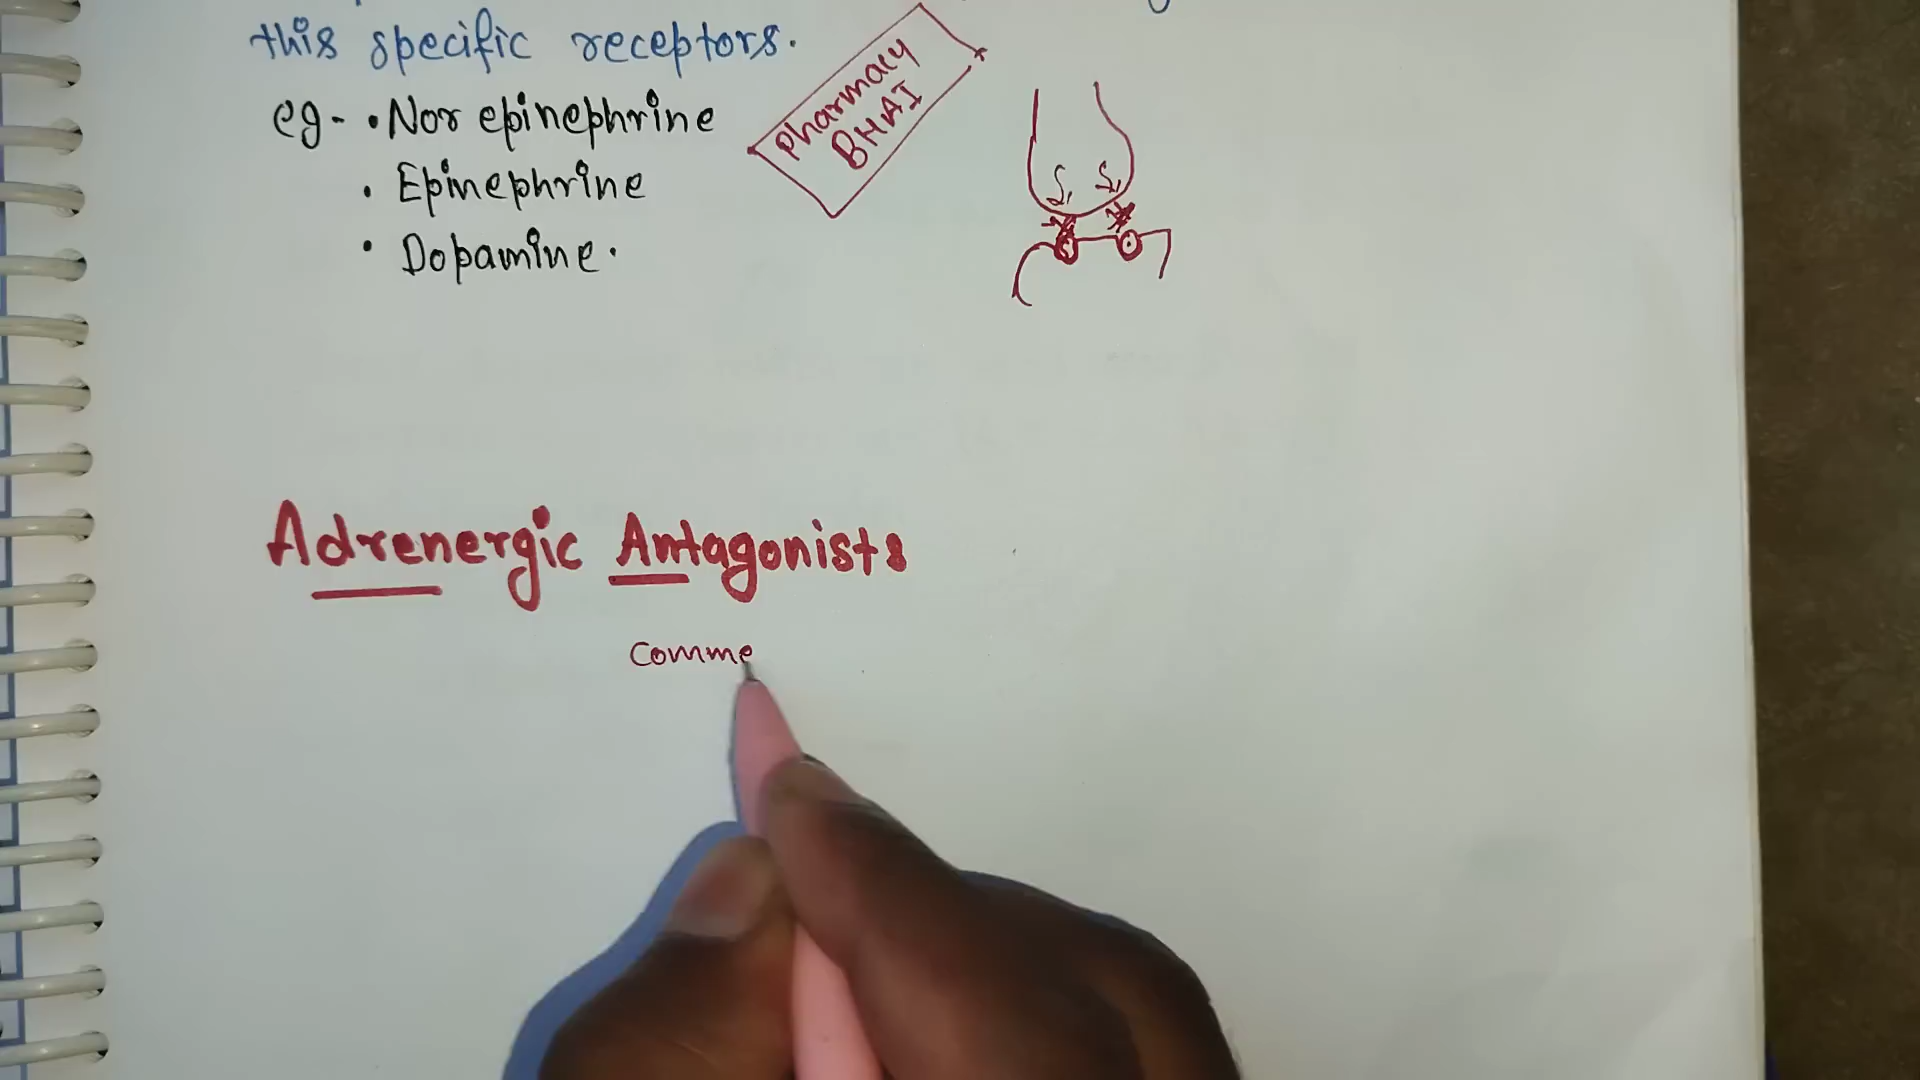 this specific receptors.
eg- • Nor epinephrine
• Epinephrine
• Dopamine.
Pharmacy
BHAI
Adrenergic Antagonists
Comme